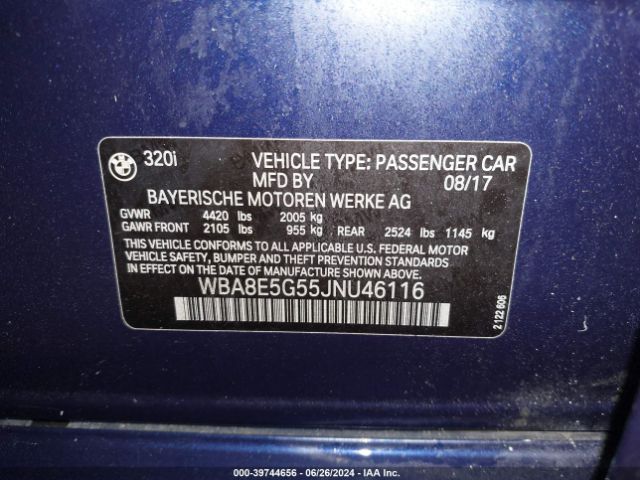 BMW
320i VEHICLE TYPE: PASSENGER CAR
MFD BY 08/17
BAYERISCHE MOTOREN WERKE AG
GVWR 4420 lbs 2005 kg
GAWR FRONT 2105 lbs 955 kg REAR 2524 lbs 1145 kg
THIS VEHICLE CONFORMS TO ALL APPLICABLE U.S. FEDERAL MOTOR
VEHICLE SAFETY, BUMPER AND THEFT PREVENTION STANDARDS
IN EFFECT ON THE DATE OF MANUFACTURE SHOWN ABOVE.
WBA8E5G55JNU46116
2 122 606
000-39744656 - 06/26/2024 - IAA Inc.